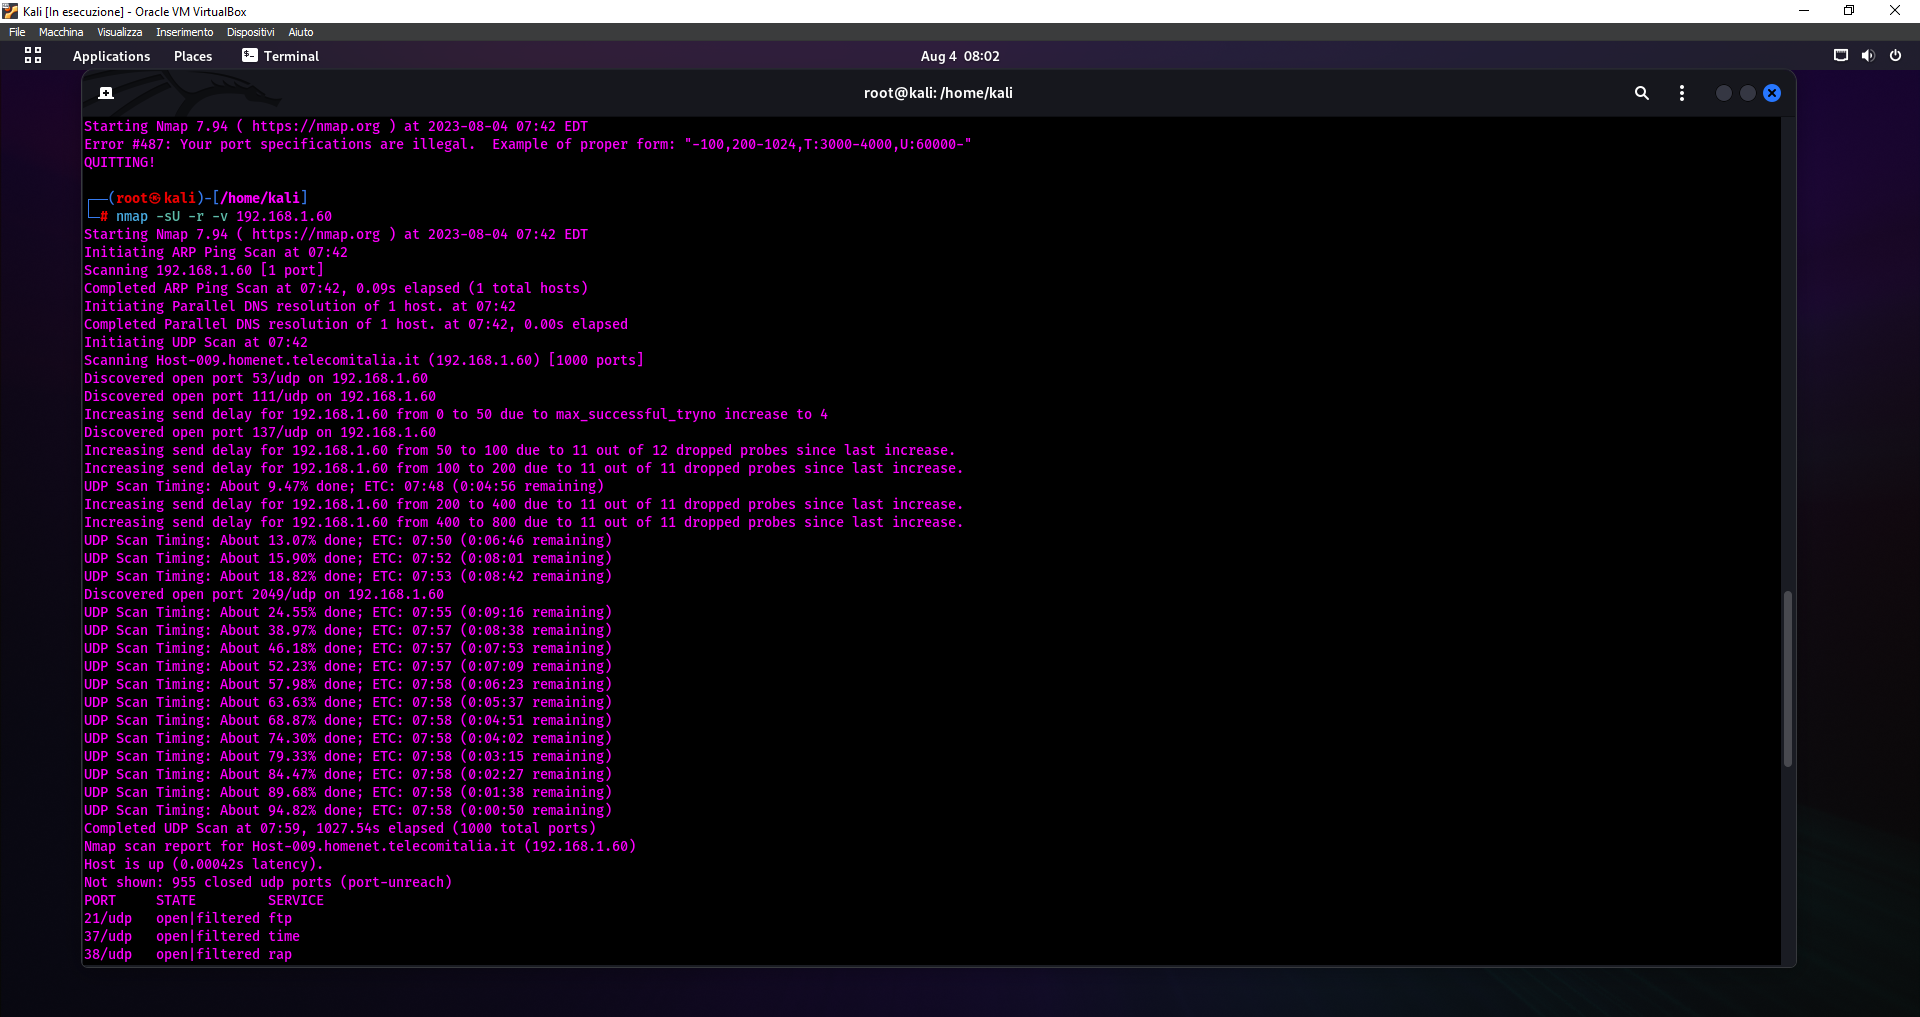 Kali [In esecuzione] - Oracle VM VirtualBox
File Macchina Visualizza Inserimento Dispositivi Aiuto
Applications Places Terminal Aug 4 08:02
root@kali: /home/kali
Starting Nmap 7.94 ( https://nmap.org ) at 2023-08-04 07:42 EDT
Error #487: Your port specifications are illegal.  Example of proper form: "-100,200-1024,T:3000-4000,U:60000-"
QUITTING!
┌──(root㉿kali)-[/home/kali]
└─# nmap -sU -r -v 192.168.1.60
Starting Nmap 7.94 ( https://nmap.org ) at 2023-08-04 07:42 EDT
Initiating ARP Ping Scan at 07:42
Scanning 192.168.1.60 [1 port]
Completed ARP Ping Scan at 07:42, 0.09s elapsed (1 total hosts)
Initiating Parallel DNS resolution of 1 host. at 07:42
Completed Parallel DNS resolution of 1 host. at 07:42, 0.00s elapsed
Initiating UDP Scan at 07:42
Scanning Host-009.homenet.telecomitalia.it (192.168.1.60) [1000 ports]
Discovered open port 53/udp on 192.168.1.60
Discovered open port 111/udp on 192.168.1.60
Increasing send delay for 192.168.1.60 from 0 to 50 due to max_successful_tryno increase to 4
Discovered open port 137/udp on 192.168.1.60
Increasing send delay for 192.168.1.60 from 50 to 100 due to 11 out of 12 dropped probes since last increase.
Increasing send delay for 192.168.1.60 from 100 to 200 due to 11 out of 11 dropped probes since last increase.
UDP Scan Timing: About 9.47% done; ETC: 07:48 (0:04:56 remaining)
Increasing send delay for 192.168.1.60 from 200 to 400 due to 11 out of 11 dropped probes since last increase.
Increasing send delay for 192.168.1.60 from 400 to 800 due to 11 out of 11 dropped probes since last increase.
UDP Scan Timing: About 13.07% done; ETC: 07:50 (0:06:46 remaining)
UDP Scan Timing: About 15.90% done; ETC: 07:52 (0:08:01 remaining)
UDP Scan Timing: About 18.82% done; ETC: 07:53 (0:08:42 remaining)
Discovered open port 2049/udp on 192.168.1.60
UDP Scan Timing: About 24.55% done; ETC: 07:55 (0:09:16 remaining)
UDP Scan Timing: About 38.97% done; ETC: 07:57 (0:08:38 remaining)
UDP Scan Timing: About 46.18% done; ETC: 07:57 (0:07:53 remaining)
UDP Scan Timing: About 52.23% done; ETC: 07:57 (0:07:09 remaining)
UDP Scan Timing: About 57.98% done; ETC: 07:58 (0:06:23 remaining)
UDP Scan Timing: About 63.63% done; ETC: 07:58 (0:05:37 remaining)
UDP Scan Timing: About 68.87% done; ETC: 07:58 (0:04:51 remaining)
UDP Scan Timing: About 74.30% done; ETC: 07:58 (0:04:02 remaining)
UDP Scan Timing: About 79.33% done; ETC: 07:58 (0:03:15 remaining)
UDP Scan Timing: About 84.47% done; ETC: 07:58 (0:02:27 remaining)
UDP Scan Timing: About 89.68% done; ETC: 07:58 (0:01:38 remaining)
UDP Scan Timing: About 94.82% done; ETC: 07:58 (0:00:50 remaining)
Completed UDP Scan at 07:59, 1027.54s elapsed (1000 total ports)
Nmap scan report for Host-009.homenet.telecomitalia.it (192.168.1.60)
Host is up (0.00042s latency).
Not shown: 955 closed udp ports (port-unreach)
PORT     STATE         SERVICE
21/udp   open|filtered ftp
37/udp   open|filtered time
38/udp   open|filtered rap